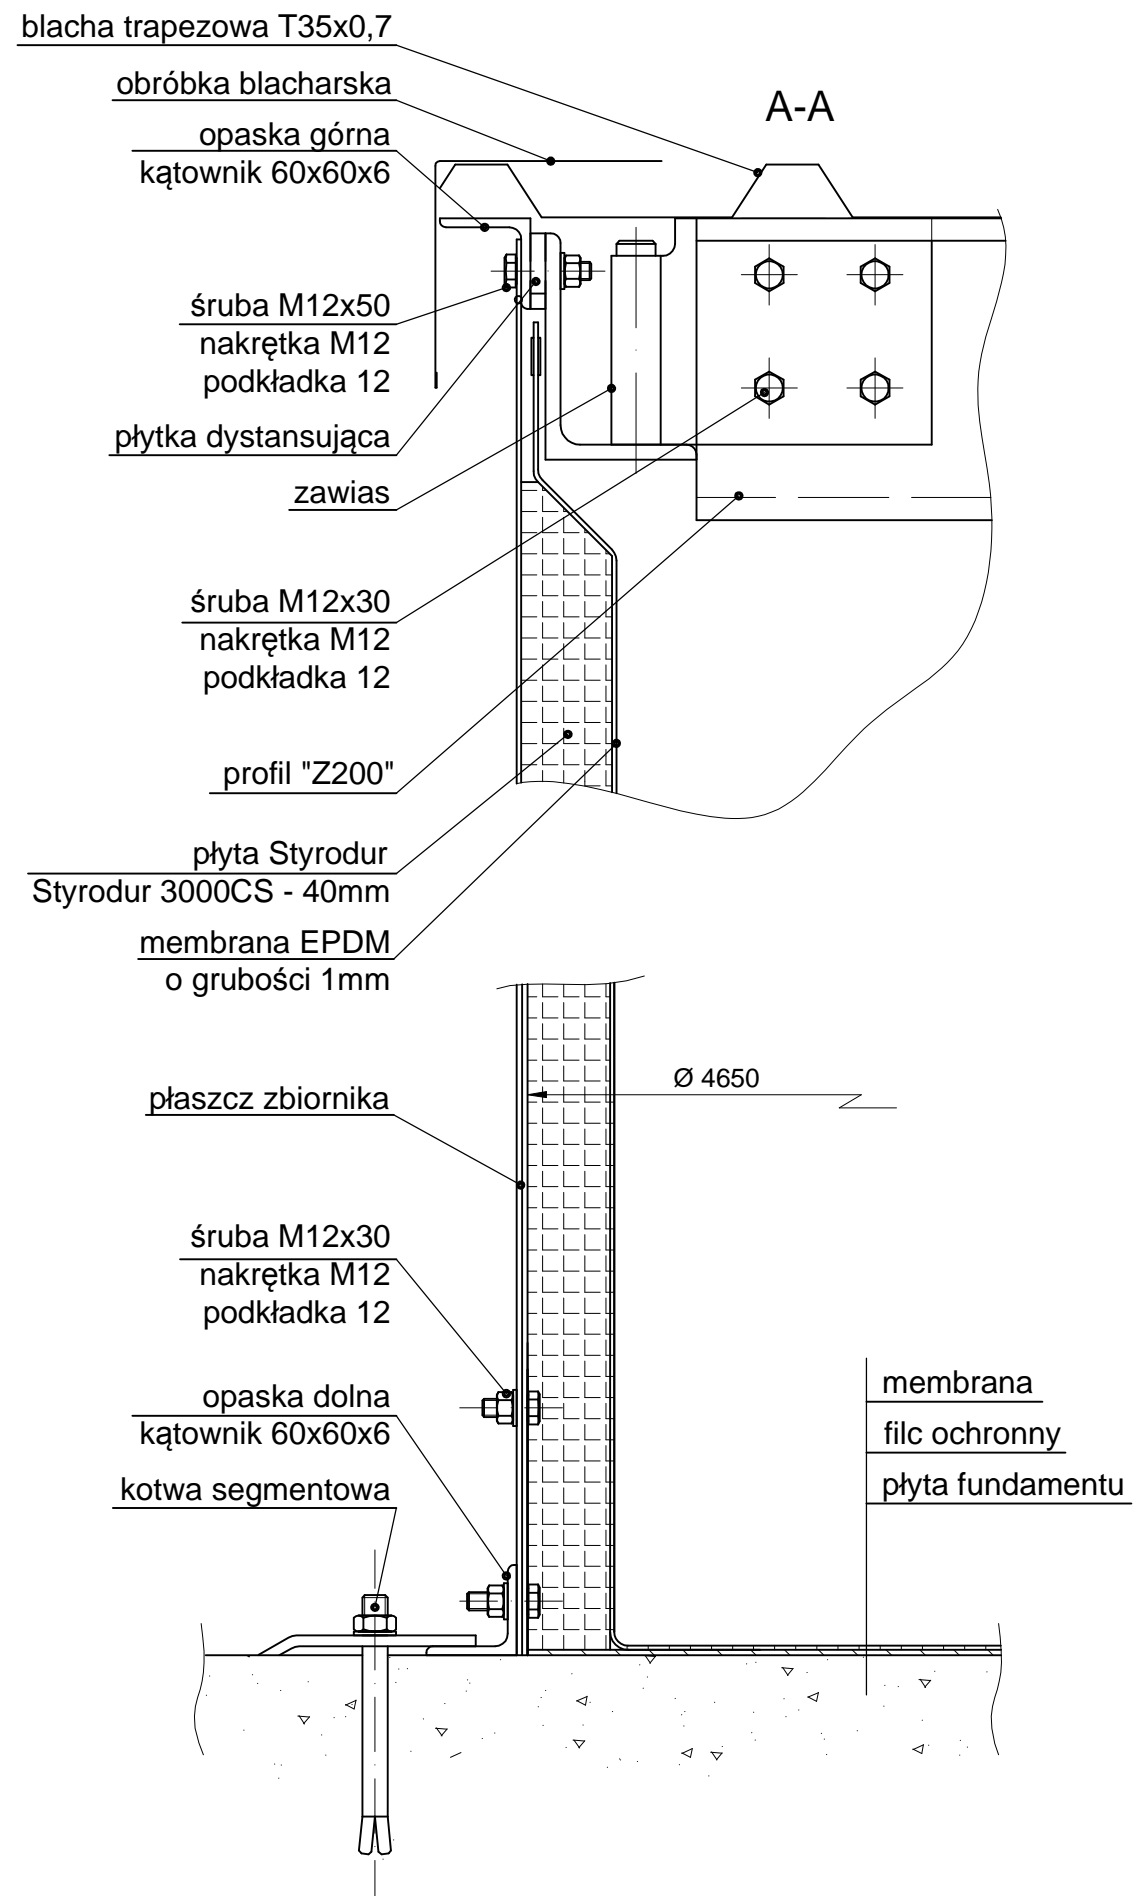 blacha trapezowa T35x0,7
obróbka blacharska
A-A
opaska górna
kątownik 60x60x6
śruba M12x50
nakrętka M12
podkładka 12
płytka dystansująca
zawias
śruba M12x30
nakrętka M12
podkładka 12
profil "Z200"
płyta Styrodur
Styrodur 3000CS - 40mm
membrana EPDM
o grubości 1mm
Ø 4650
płaszcz zbiornika
śruba M12x30
nakrętka M12
podkładka 12
opaska dolna
kątownik 60x60x6
kotwa segmentowa
membrana
filc ochronny
płyta fundamentu